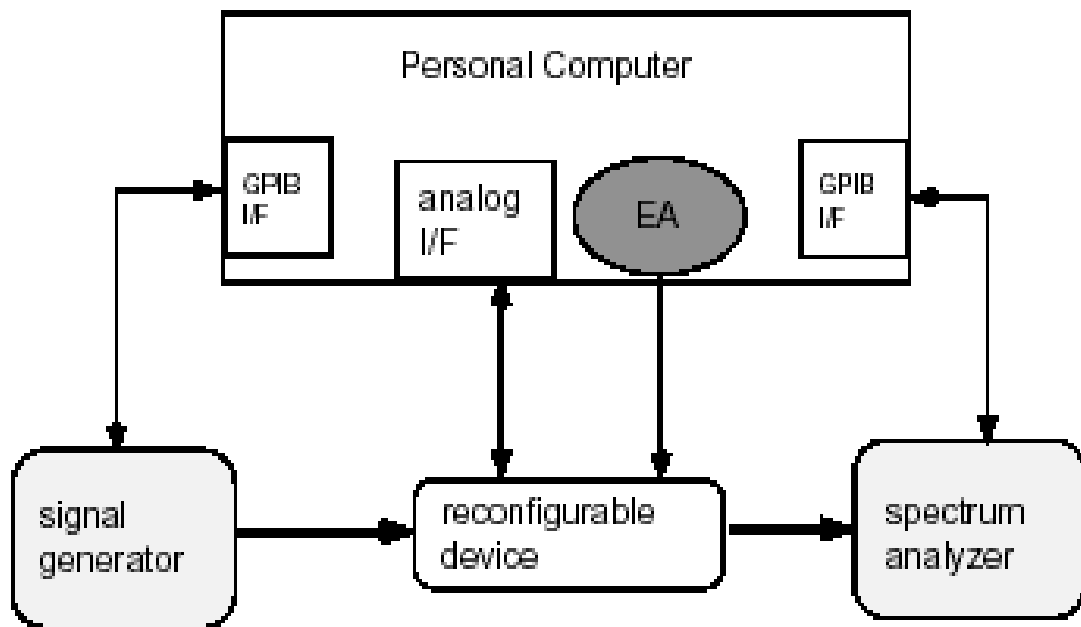 Personal Computer
GPIB
I/F
analog
I/F
EA
GPIB
I/F
signal
generator
reconfigurable
device
spectrum
analyzer